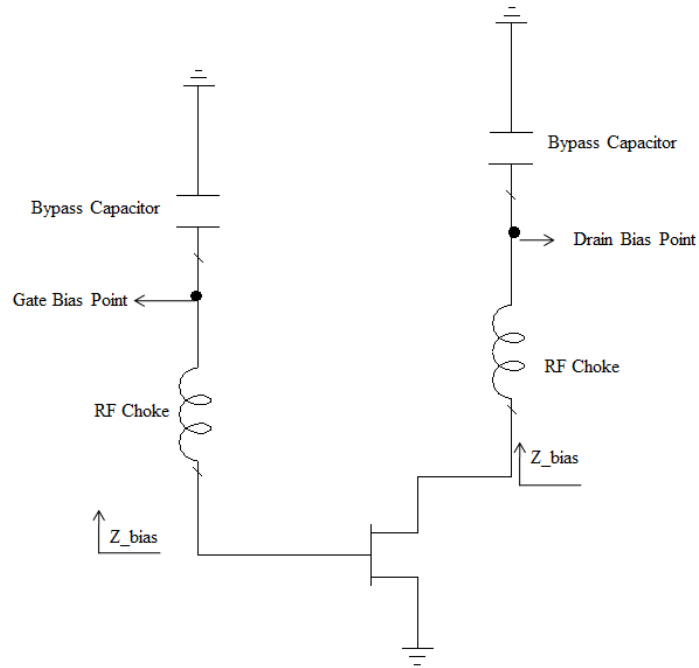 Bypass Capacitor
Bypass Capacitor
Drain Bias Point
Gate Bias Point
RF Choke
RF Choke
Z_bias
Z_bias